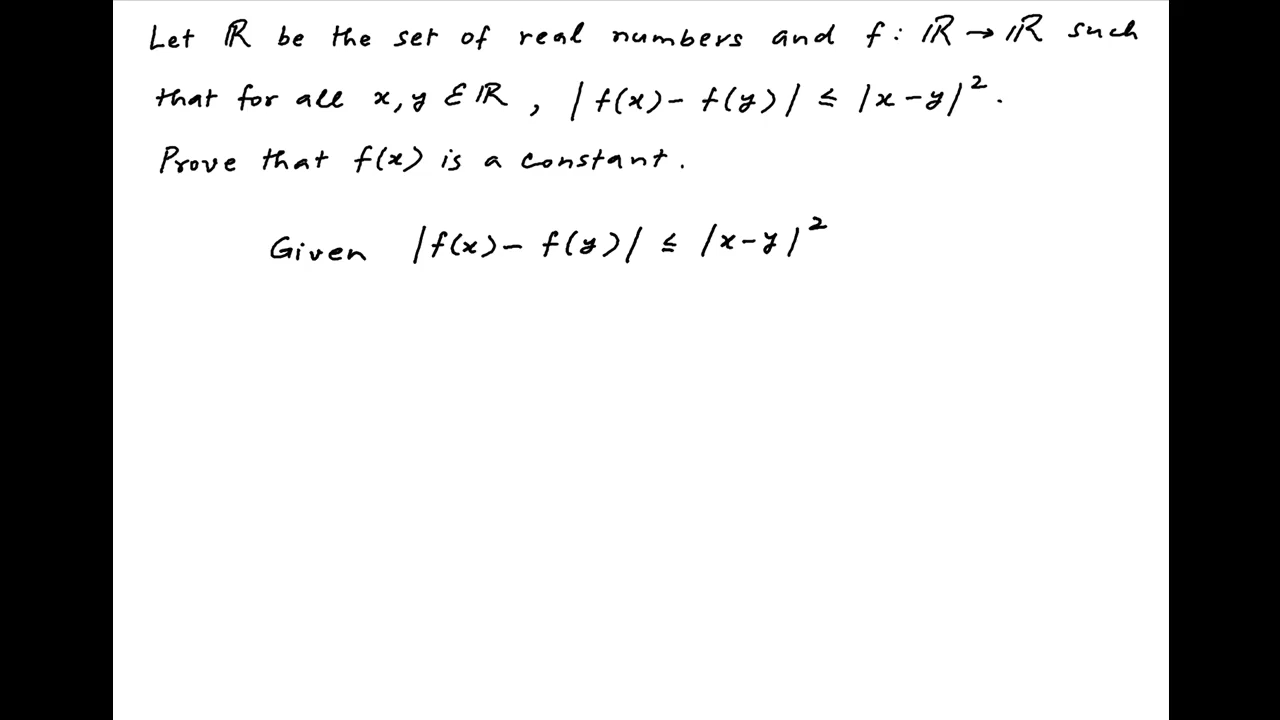 Let ℝ be the set of real numbers and f: ℝ → ℝ such
that for all x, y ∈ ℝ, |f(x) - f(y)| ≤ |x - y|².
Prove that f(x) is a constant.
Given |f(x) - f(y)| ≤ |x - y|²